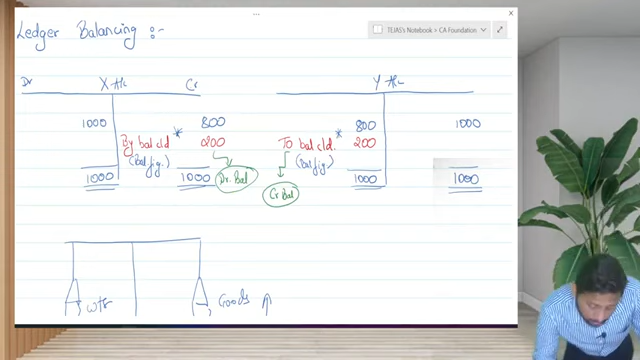 Ledger Balancing :-
TEJAS's Notebook > CA Foundation
Dr X A/c Cr
1000 800
By bal c/d * 200
(Bal fig.)
1000 1000
Dr. Bal
Y A/c
800 1000
To bal c/d. * 200
(Bal fig.)
1000 1000
Cr Bal
wts Goods ↑